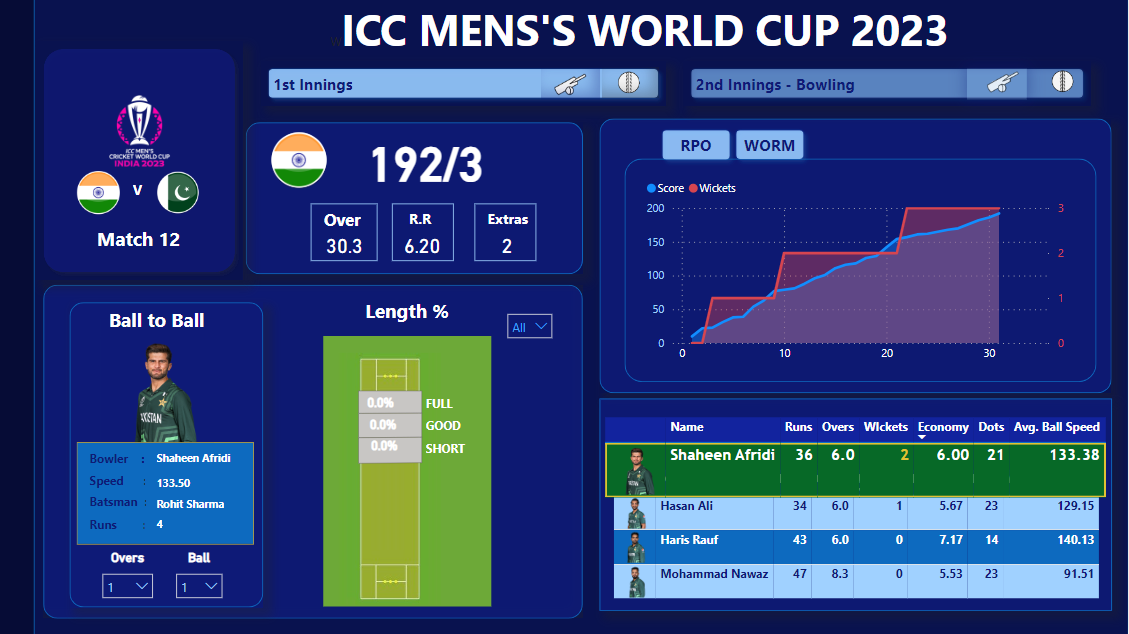 ICC MENS'S WORLD CUP 2023
1st Innings
2nd Innings - Bowling
ICC MEN'S
CRICKET WORLD CUP
INDIA 2023
V
Match 12
192/3
Over
30.3
R.R
6.20
Extras
2
RPO
WORM
Score Wickets
200
150
100
50
0
3
2
1
0
0 10 20 30
Ball to Ball
PAKISTAN
Bowler : Shaheen Afridi
Speed : 133.50
Batsman : Rohit Sharma
Runs : 4
Overs Ball
1 1
Length %
All
0.0% FULL
0.0% GOOD
0.0% SHORT
Name Runs Overs WIckets Economy Dots Avg. Ball Speed
Shaheen Afridi 36 6.0 2 6.00 21 133.38
Hasan Ali 34 6.0 1 5.67 23 129.15
Haris Rauf 43 6.0 0 7.17 14 140.13
Mohammad Nawaz 47 8.3 0 5.53 23 91.51